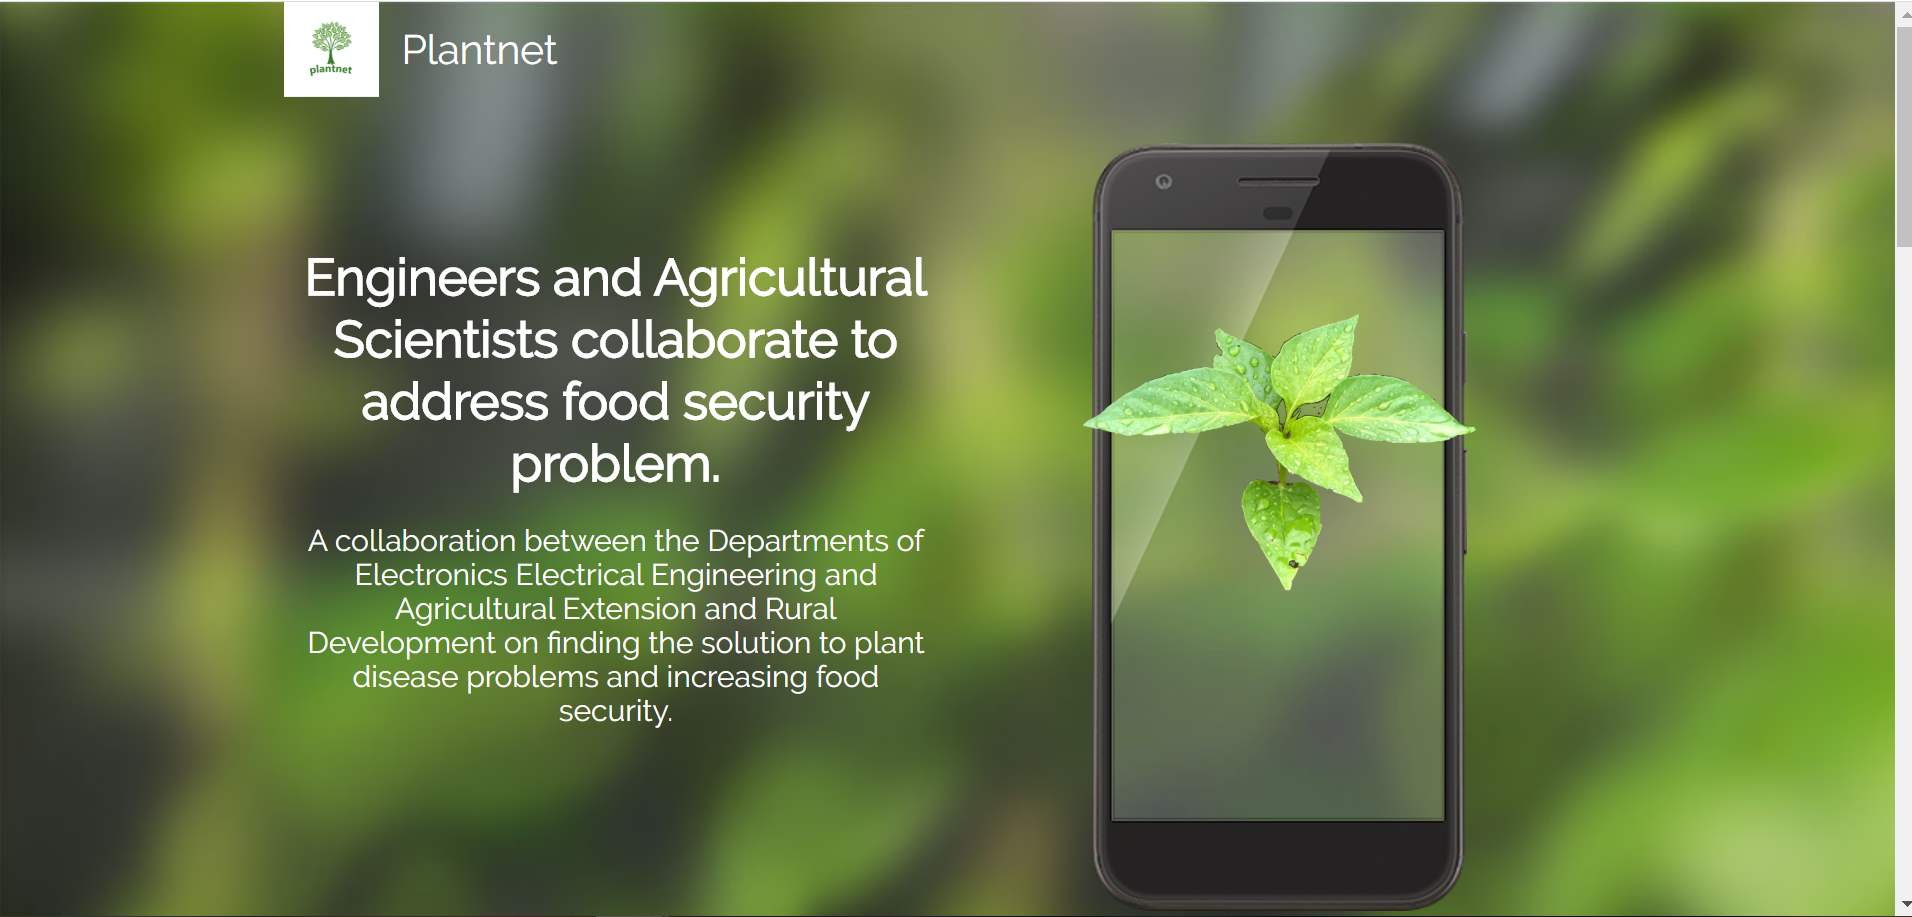 plantnet
Plantnet
Engineers and Agricultural
Scientists collaborate to
address food security
problem.
A collaboration between the Departments of
Electronics Electrical Engineering and
Agricultural Extension and Rural
Development on finding the solution to plant
disease problems and increasing food
security.